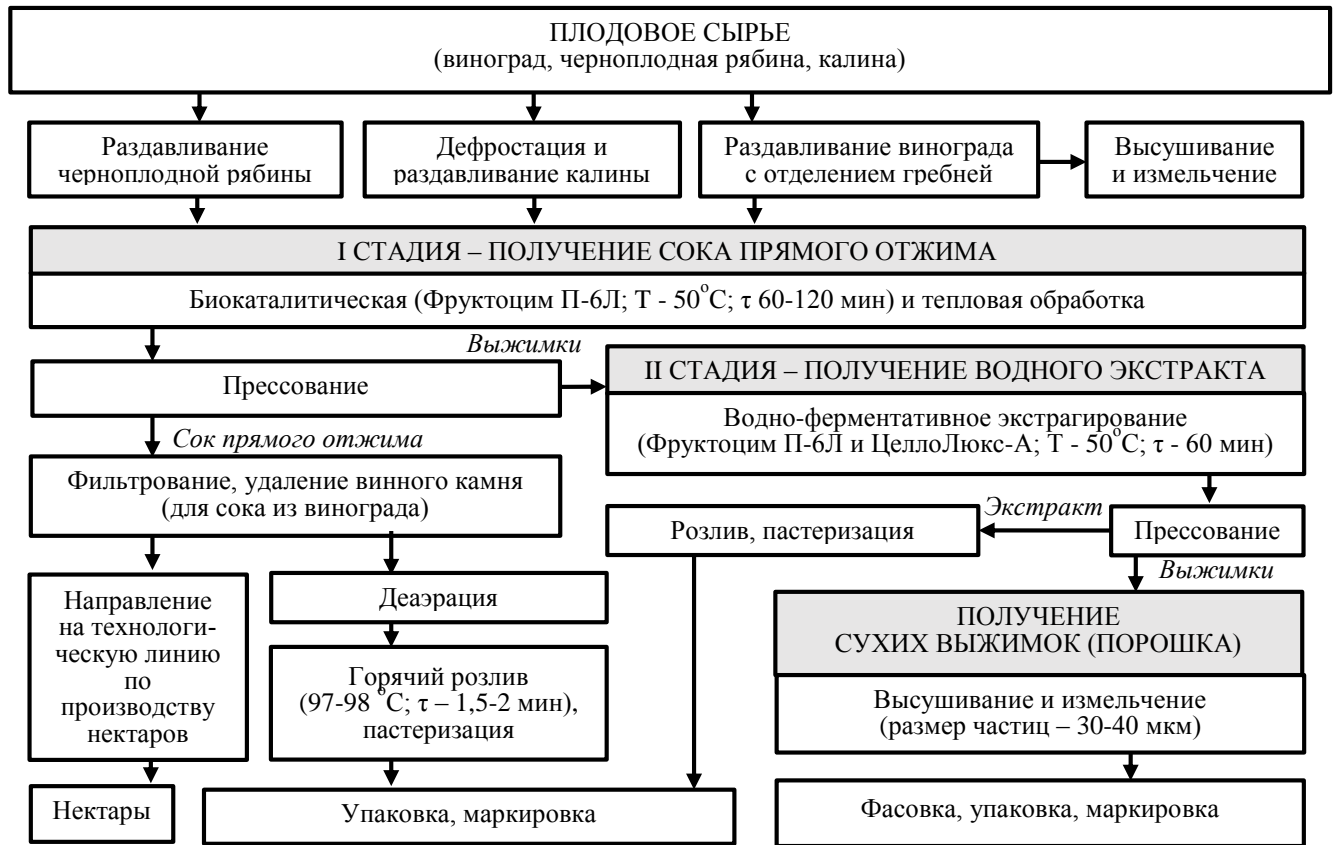 ПЛОДОВОЕ СЫРЬЕ
(виноград, черноплодная рябина, калина)
Раздавливание
черноплодной рябины
Дефростация и
раздавливание калины
Раздавливание винограда
с отделением гребней
Высушивание
и измельчение
I СТАДИЯ – ПОЛУЧЕНИЕ СОКА ПРЯМОГО ОТЖИМА
Биокаталитическая (Фруктоцим П-6Л; Т - 50°С; τ 60-120 мин) и тепловая обработка
Выжимки
Прессование
II СТАДИЯ – ПОЛУЧЕНИЕ ВОДНОГО ЭКСТРАКТА
Водно-ферментативное экстрагирование
(Фруктоцим П-6Л и ЦеллоЛюкс-А; Т - 50°С; τ - 60 мин)
Сок прямого отжима
Фильтрование, удаление винного камня
(для сока из винограда)
Экстракт
Розлив, пастеризация
Прессование
Выжимки
Направление
на технологи-
ческую линию
по
производству
нектаров
Деаэрация
Горячий розлив
(97-98 °С; τ – 1,5-2 мин),
пастеризация
ПОЛУЧЕНИЕ
СУХИХ ВЫЖИМОК (ПОРОШКА)
Высушивание и измельчение
(размер частиц – 30-40 мкм)
Нектары
Упаковка, маркировка
Фасовка, упаковка, маркировка